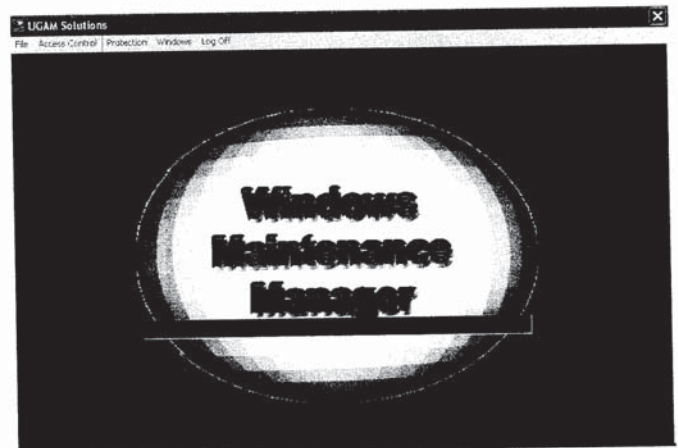 UGAM Solutions
File Access Control Protection Windows Log Off
Windows
Maintenance
Manager